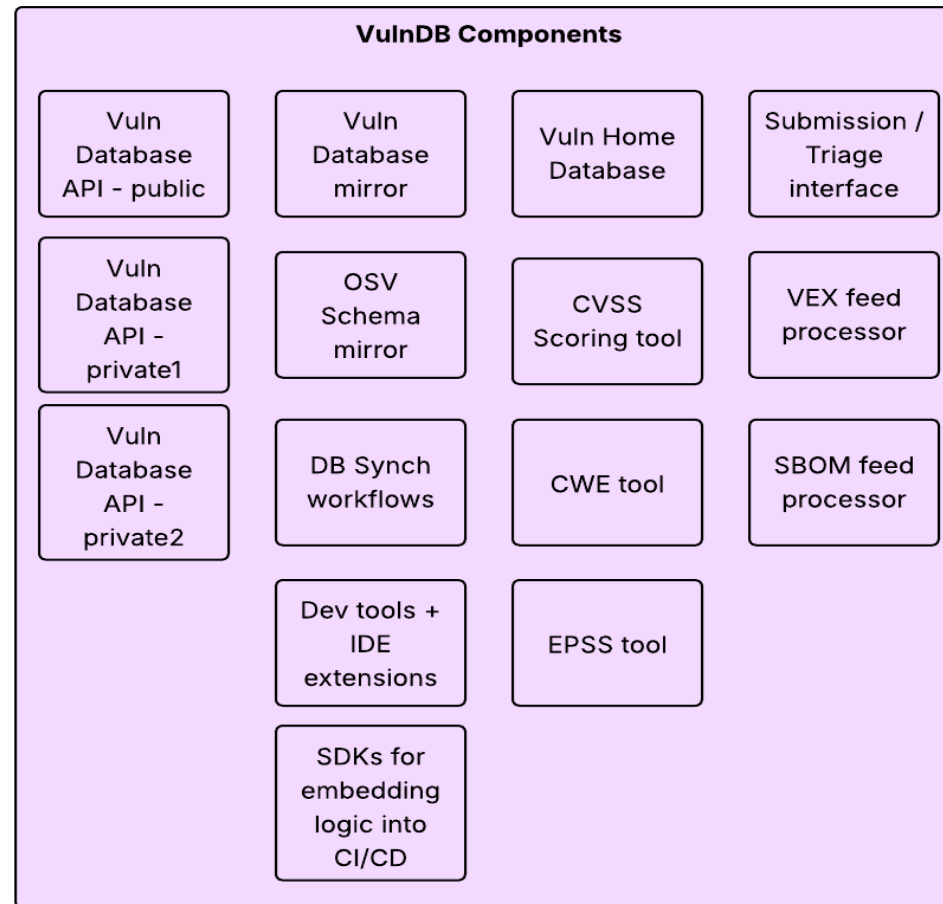 VulnDB Components
Vuln
Database
API - public
Vuln
Database
mirror
Vuln Home
Database
Submission /
Triage
interface
Vuln
Database
API -
private1
OSV
Schema
mirror
CVSS
Scoring tool
VEX feed
processor
Vuln
Database
API -
private2
DB Synch
workflows
CWE tool
SBOM feed
processor
Dev tools +
IDE
extensions
EPSS tool
SDKs for
embedding
logic into
CI/CD